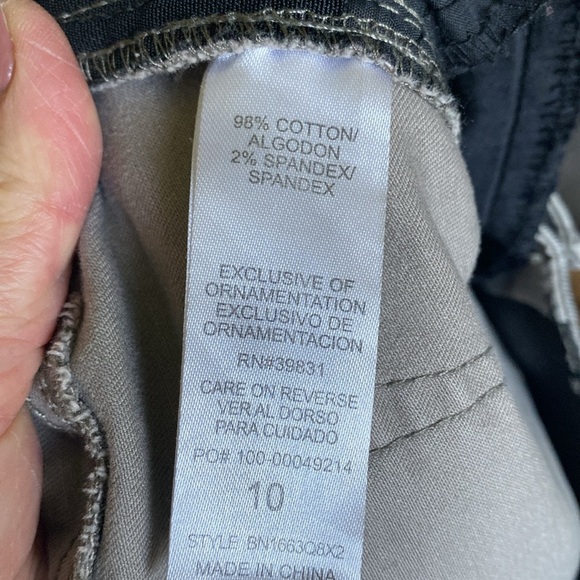 98% COTTON/
ALGODON
2% SPANDEX/
SPANDEX
EXCLUSIVE OF
ORNAMENTATION
EXCLUSIVO DE
ORNAMENTACION
RN#39831
CARE ON REVERSE
VER AL DORSO
PARA CUIDADO
PO# 100-00049214
10
STYLE BN1663Q8X2
MADE IN CHINA